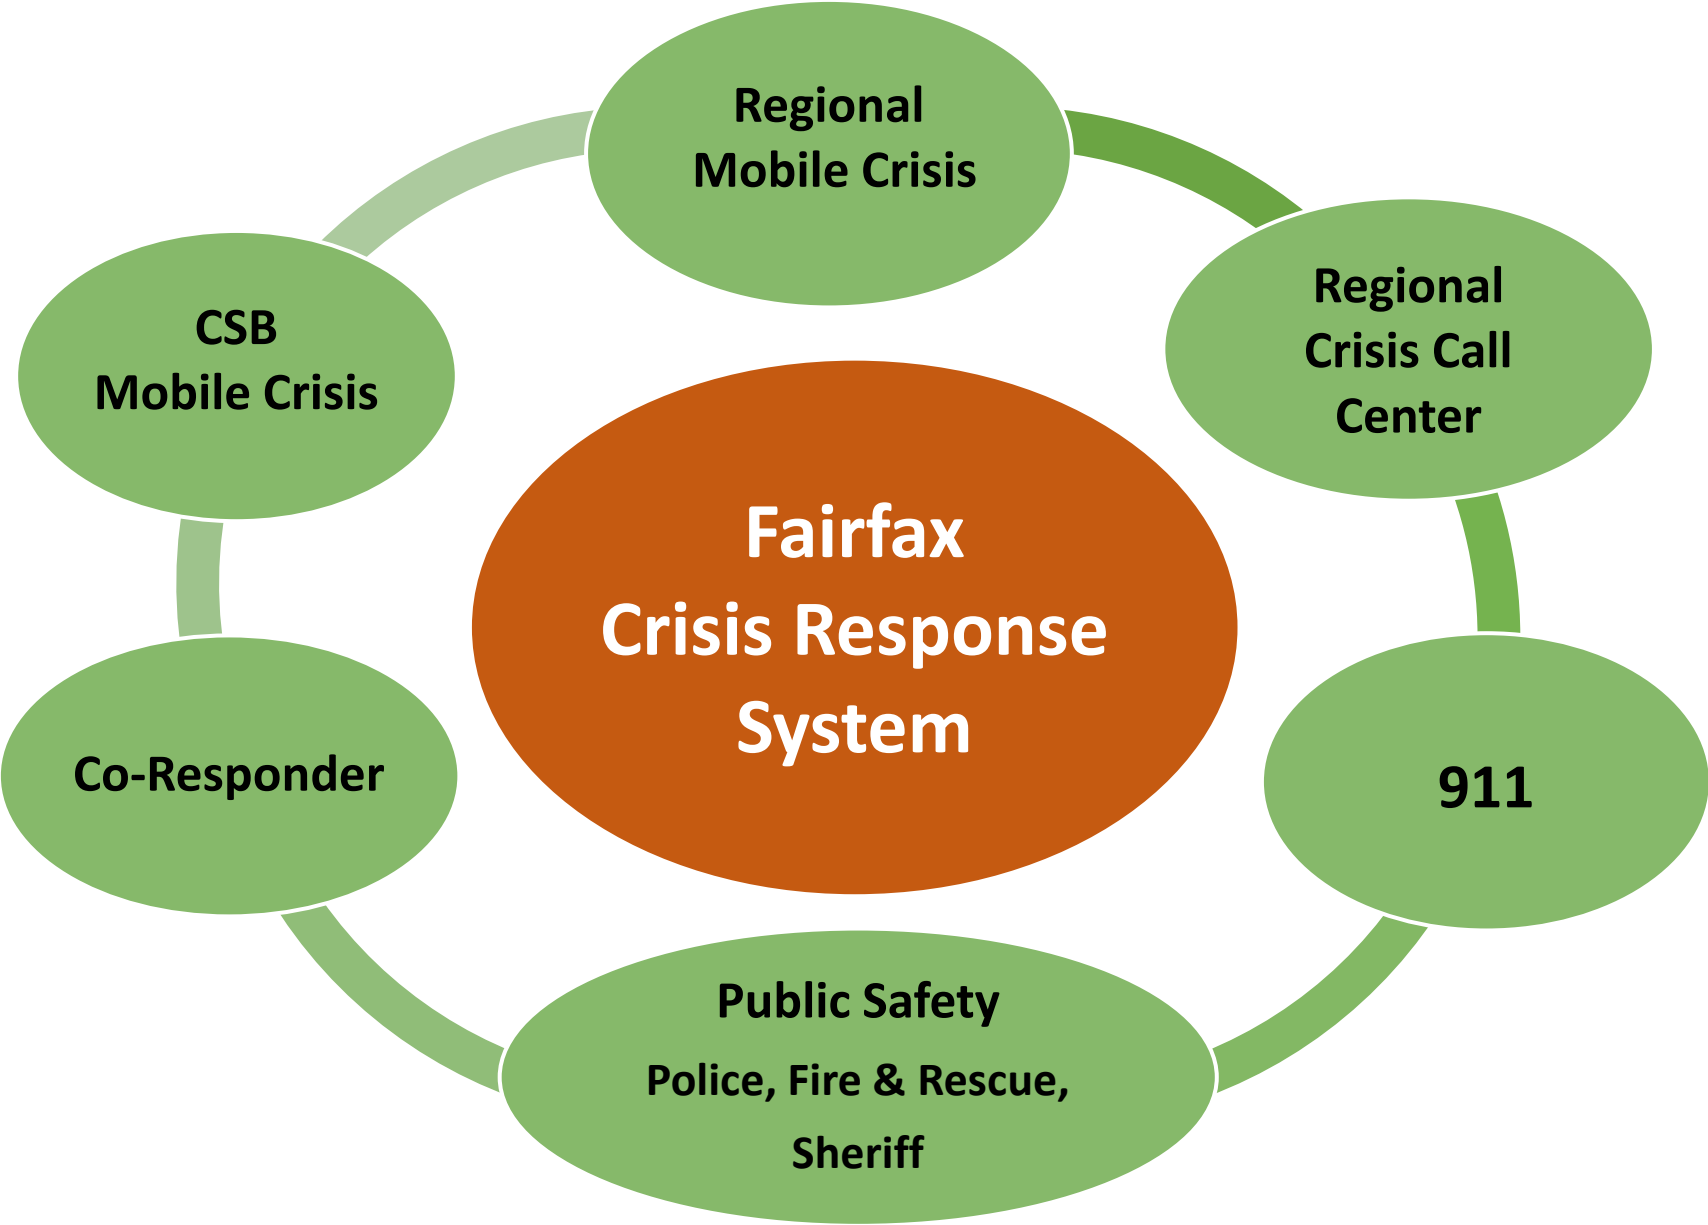 Regional
Mobile Crisis
Regional
Crisis Call
Center
CSB
Mobile Crisis
Fairfax
Crisis Response
System
Co-Responder
911
Public Safety
Police, Fire & Rescue,
Sheriff